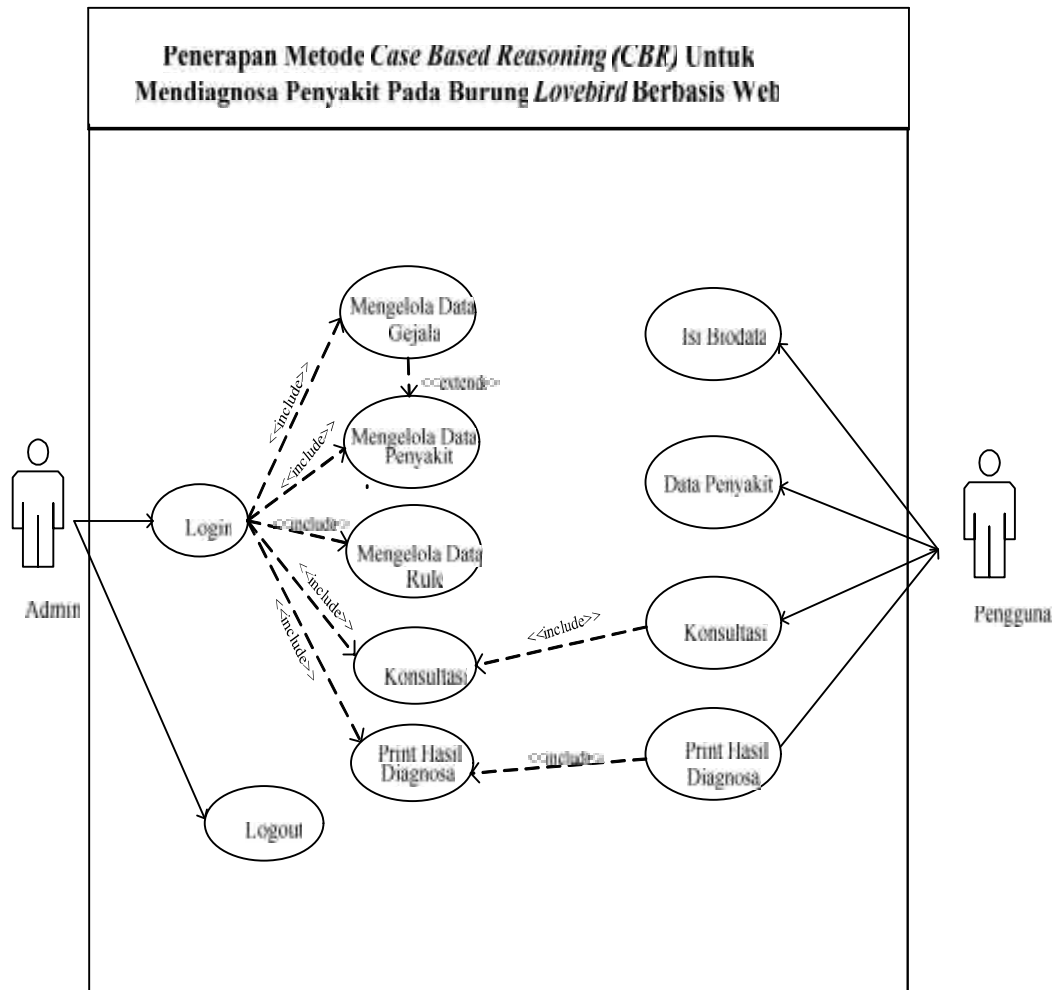 Penerapan Metode Case Based Reasoning (CBR) Untuk
Mendiagnosa Penyakit Pada Burung Lovebird Berbasis Web
Mengelola Data
Gejala
Isi Biodata
<<include>>
<<extend>>
Mengelola Data
Penyakit
<<include>>
Data Penyakit
Login
<<include>>
Mengelola Data
Rule
Admin
Pengguna
<<include>>
<<include>>
Konsultasi
Konsultasi
<<include>>
Print Hasil
Diagnosa
<<include>>
Print Hasil
Diagnosa
Logout